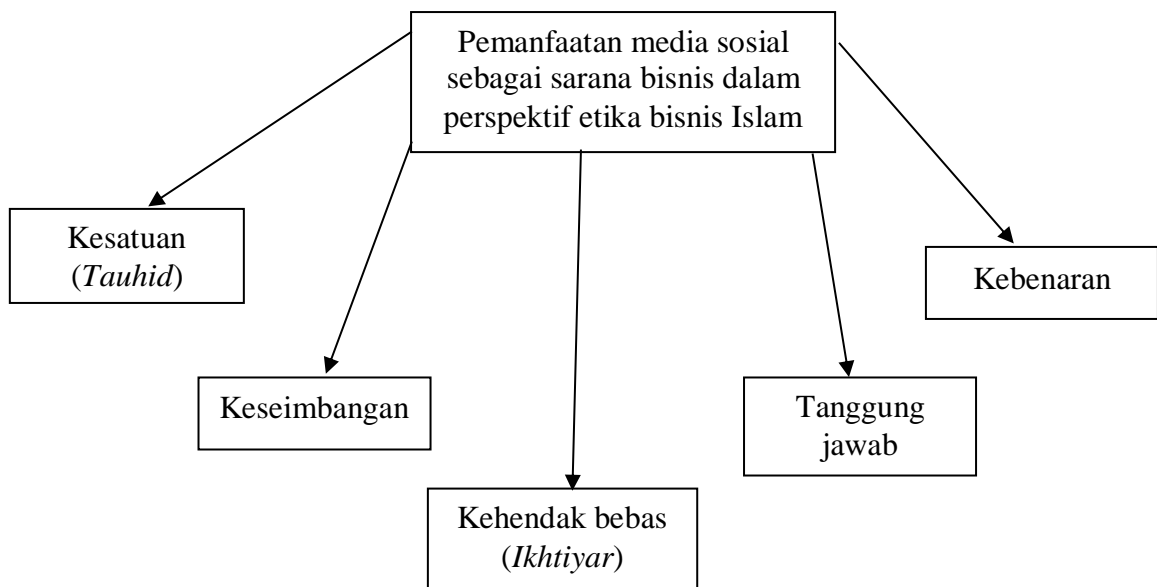 Pemanfaatan media sosial
sebagai sarana bisnis dalam
perspektif etika bisnis Islam
Kesatuan
(Tauhid)
Kebenaran
Keseimbangan
Tanggung
jawab
Kehendak bebas
(Ikhtiyar)